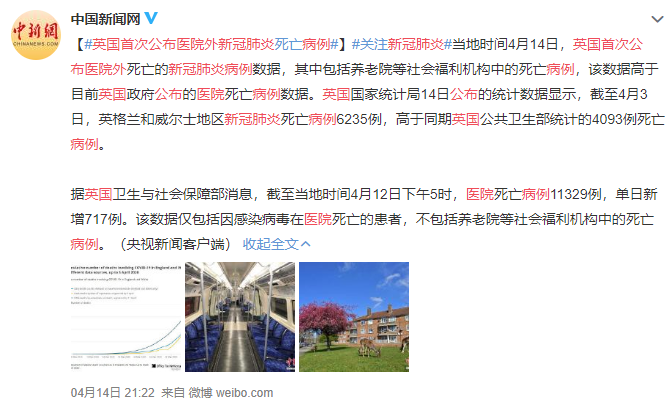 中新網
CHINANEWS.COM
中国新闻网
【#英国首次公布医院外新冠肺炎死亡病例#】#关注新冠肺炎#当地时间4月14日，英国首次公
布医院外死亡的新冠肺炎病例数据，其中包括养老院等社会福利机构中的死亡病例，该数据高于
目前英国政府公布的医院死亡病例数据。英国国家统计局14日公布的统计数据显示，截至4月3
日，英格兰和威尔士地区新冠肺炎死亡病例6235例，高于同期英国公共卫生部统计的4093例死亡
病例。
据英国卫生与社会保障部消息，截至当地时间4月12日下午5时，医院死亡病例11329例，单日新
增717例。该数据仅包括因感染病毒在医院死亡的患者，不包括养老院等社会福利机构中的死亡
病例。（央视新闻客户端） 收起全文
04月14日 21:22 来自 微博 weibo.com